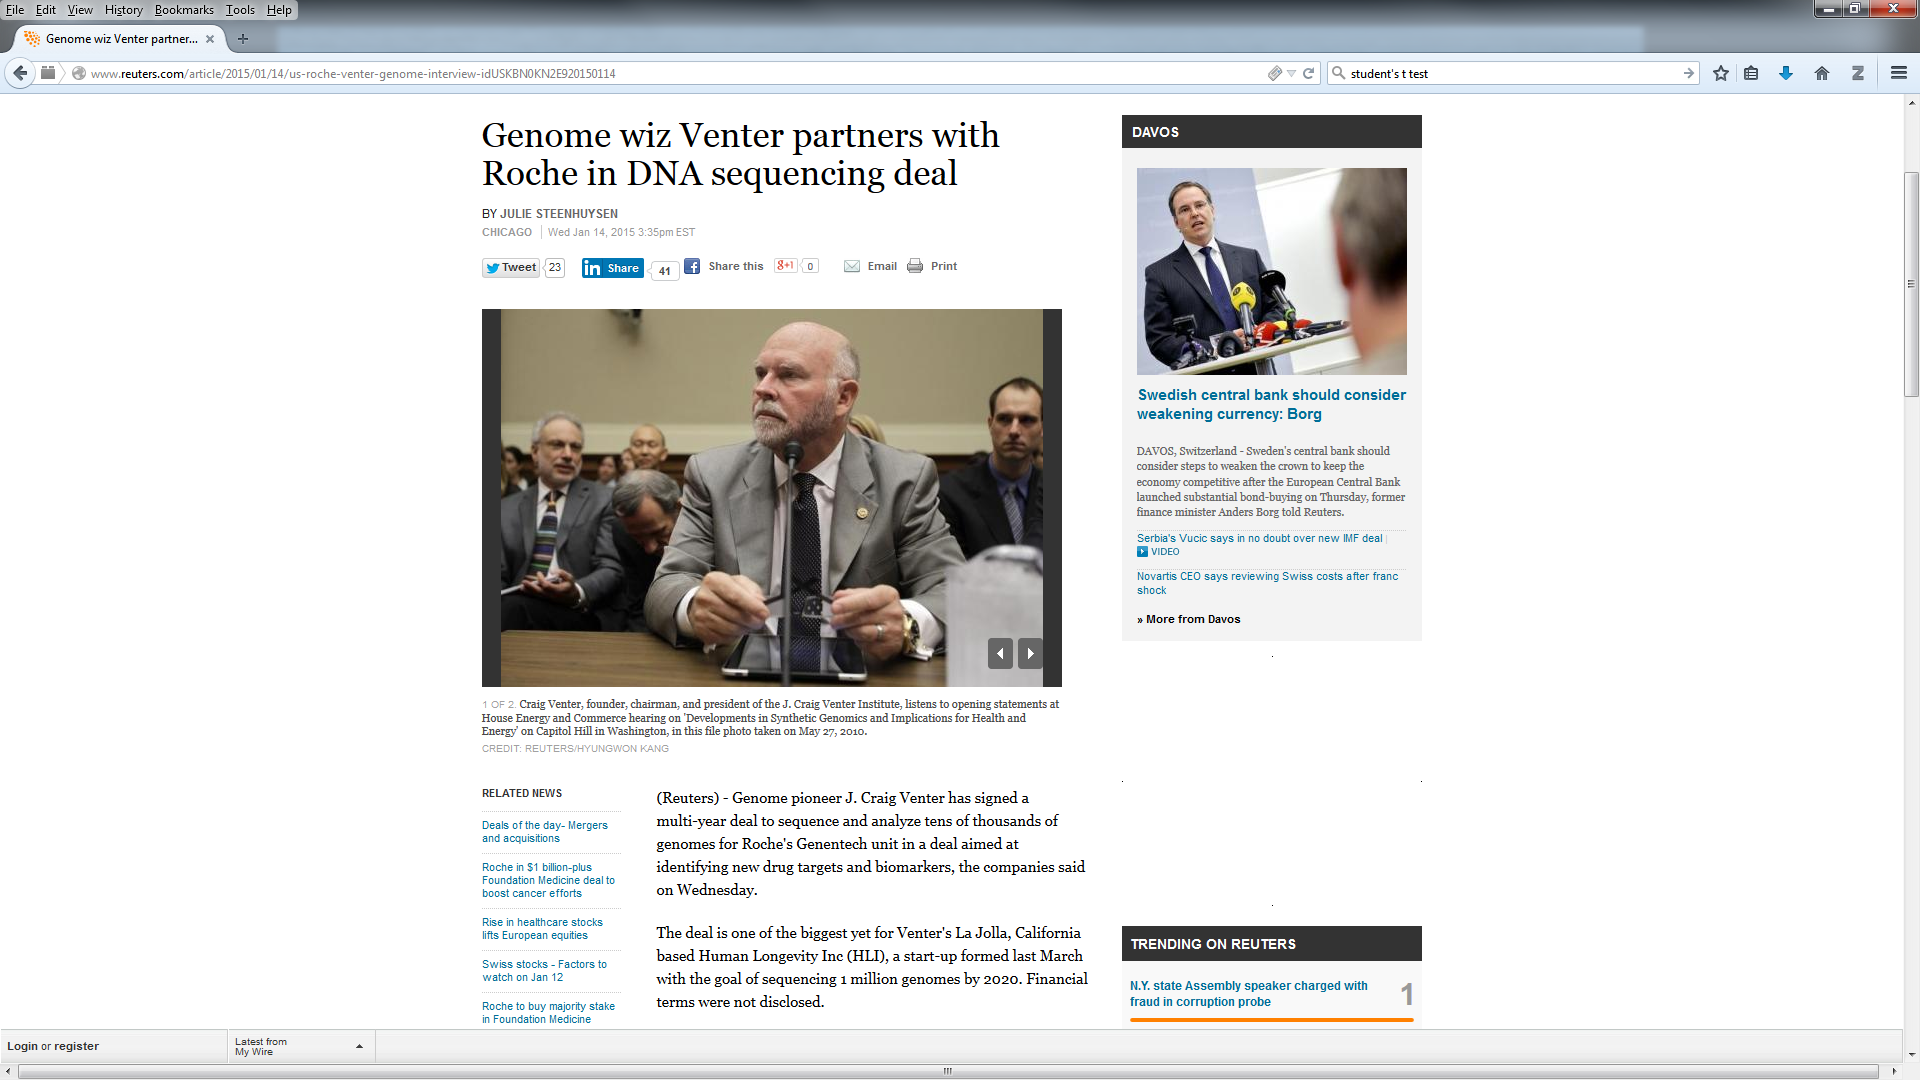 File Edit View History Bookmarks Tools Help
Genome wiz Venter partner...
www.reuters.com/article/2015/01/14/us-roche-venter-genome-interview-idUSKBN0KN2E920150114
student's t test
Genome wiz Venter partners with
Roche in DNA sequencing deal
BY JULIE STEENHUYSEN
CHICAGO Wed Jan 14, 2015 3:35pm EST
Tweet 23 in Share 41 f Share this g+1 0 Email Print
1 OF 2. Craig Venter, founder, chairman, and president of the J. Craig Venter Institute, listens to opening statements at
House Energy and Commerce hearing on 'Developments in Synthetic Genomics and Implications for Health and
Energy' on Capitol Hill in Washington, in this file photo taken on May 27, 2010.
CREDIT: REUTERS/HYUNGWON KANG
RELATED NEWS
Deals of the day- Mergers
and acquisitions
Roche in $1 billion-plus
Foundation Medicine deal to
boost cancer efforts
Rise in healthcare stocks
lifts European equities
Swiss stocks - Factors to
watch on Jan 12
Roche to buy majority stake
in Foundation Medicine
(Reuters) - Genome pioneer J. Craig Venter has signed a
multi-year deal to sequence and analyze tens of thousands of
genomes for Roche's Genentech unit in a deal aimed at
identifying new drug targets and biomarkers, the companies said
on Wednesday.
The deal is one of the biggest yet for Venter's La Jolla, California
based Human Longevity Inc (HLI), a start-up formed last March
with the goal of sequencing 1 million genomes by 2020. Financial
terms were not disclosed.
DAVOS
Swedish central bank should consider
weakening currency: Borg
DAVOS, Switzerland - Sweden's central bank should
consider steps to weaken the crown to keep the
economy competitive after the European Central Bank
launched substantial bond-buying on Thursday, former
finance minister Anders Borg told Reuters.
Serbia's Vucic says in no doubt over new IMF deal |
VIDEO
Novartis CEO says reviewing Swiss costs after franc
shock
» More from Davos
TRENDING ON REUTERS
N.Y. state Assembly speaker charged with
fraud in corruption probe
1
Login or register
Latest from
My Wire